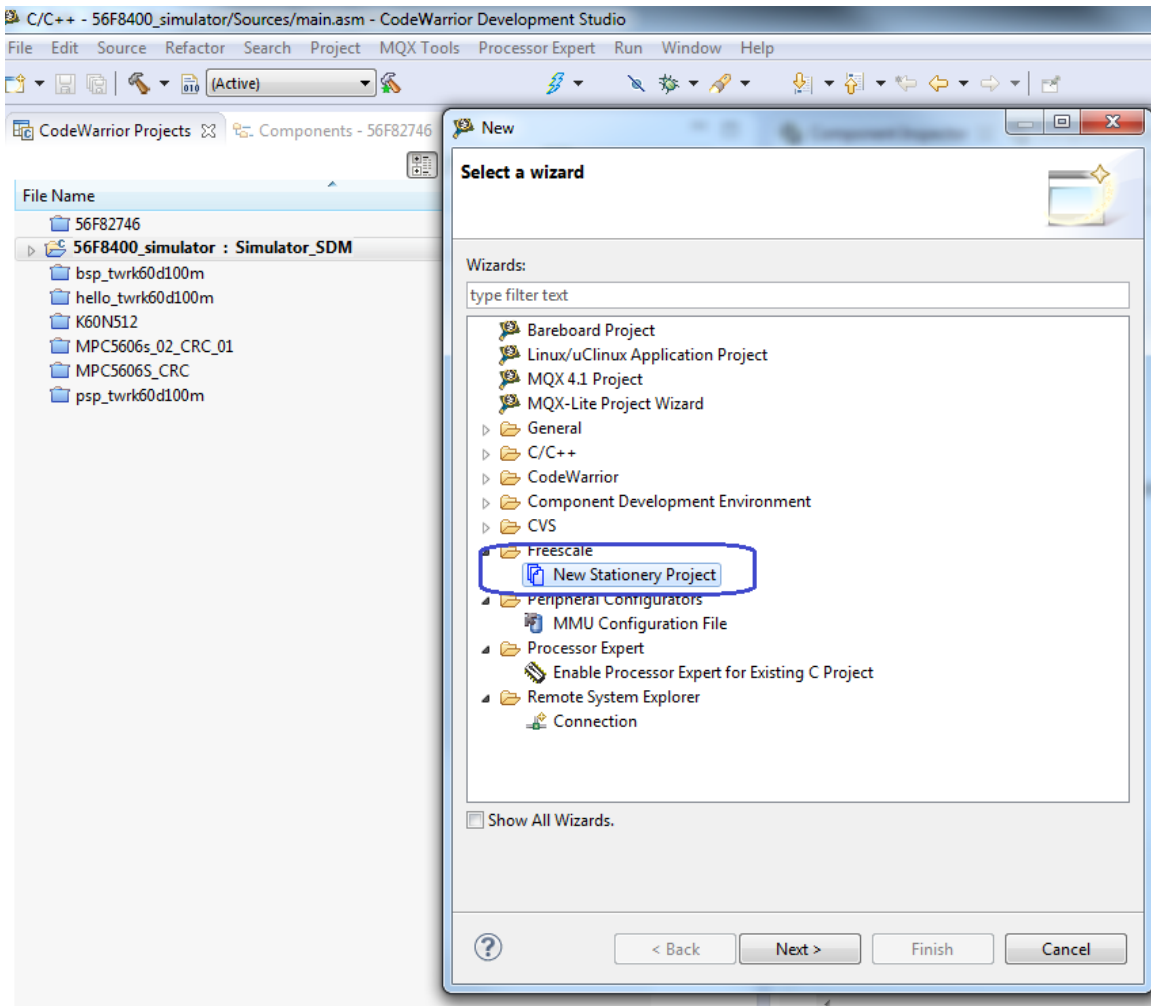 C/C++ - 56F8400_simulator/Sources/main.asm - CodeWarrior Development Studio
File Edit Source Refactor Search Project MQX Tools Processor Expert Run Window Help
010 (Active)
CodeWarrior Projects Components - 56F82746
File Name
56F82746
56F8400_simulator : Simulator_SDM
bsp_twrk60d100m
hello_twrk60d100m
K60N512
MPC5606s_02_CRC_01
MPC5606S_CRC
psp_twrk60d100m
New
Component Inspector
Select a wizard
Wizards:
type filter text
Bareboard Project
Linux/uClinux Application Project
MQX 4.1 Project
MQX-Lite Project Wizard
General
C/C++
CodeWarrior
Component Development Environment
CVS
Freescale
New Stationery Project
Peripheral Configurators
MMU Configuration File
Processor Expert
Enable Processor Expert for Existing C Project
Remote System Explorer
Connection
Show All Wizards.
?
< Back Next > Finish Cancel